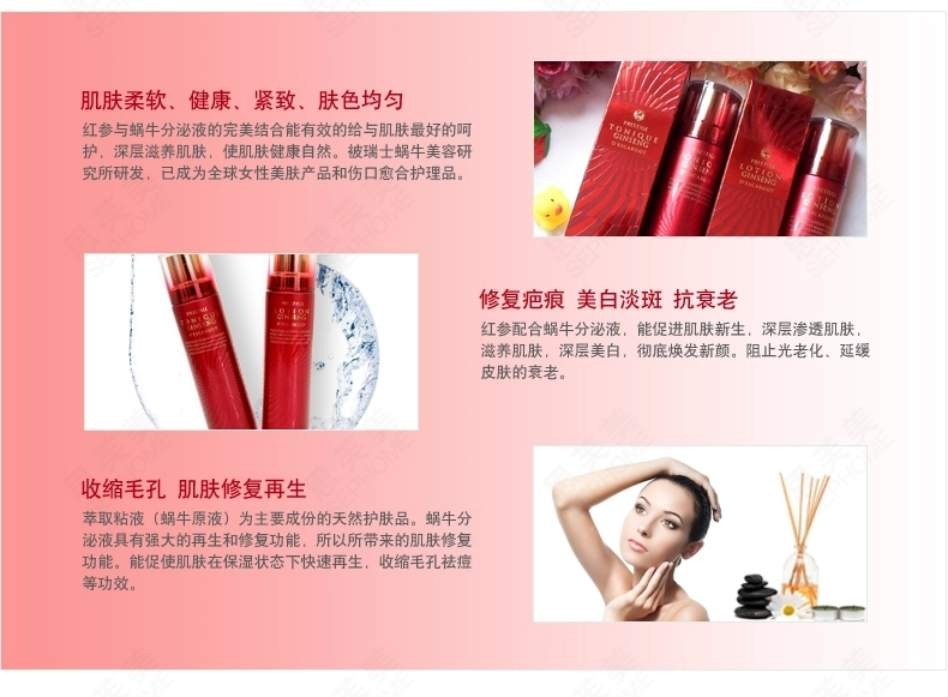 肌肤柔软、健康、紧致、肤色均匀
红参与蜗牛分泌液的完美结合能有效的给与肌肤最好的呵
护，深层滋养肌肤，使肌肤健康自然。被瑞士蜗牛美容研
究所研发，已成为全球女性美肤产品和伤口愈合护理品。
TONIQUE
GINSENG
D'ESCARGOT
LOTION
GINSENG
D'ESCARGOT
LOTION
GINSENG
修复疤痕 美白淡斑 抗衰老
红参配合蜗牛分泌液，能促进肌肤新生，深层渗透肌肤，
滋养肌肤，深层美白，彻底焕发新颜。阻止光老化、延缓
皮肤的衰老。
收缩毛孔 肌肤修复再生
萃取粘液（蜗牛原液）为主要成份的天然护肤品。蜗牛分
泌液具有强大的再生和修复功能，所以所带来的肌肤修复
功能。能促使肌肤在保湿状态下快速再生，收缩毛孔祛痘
等功效。